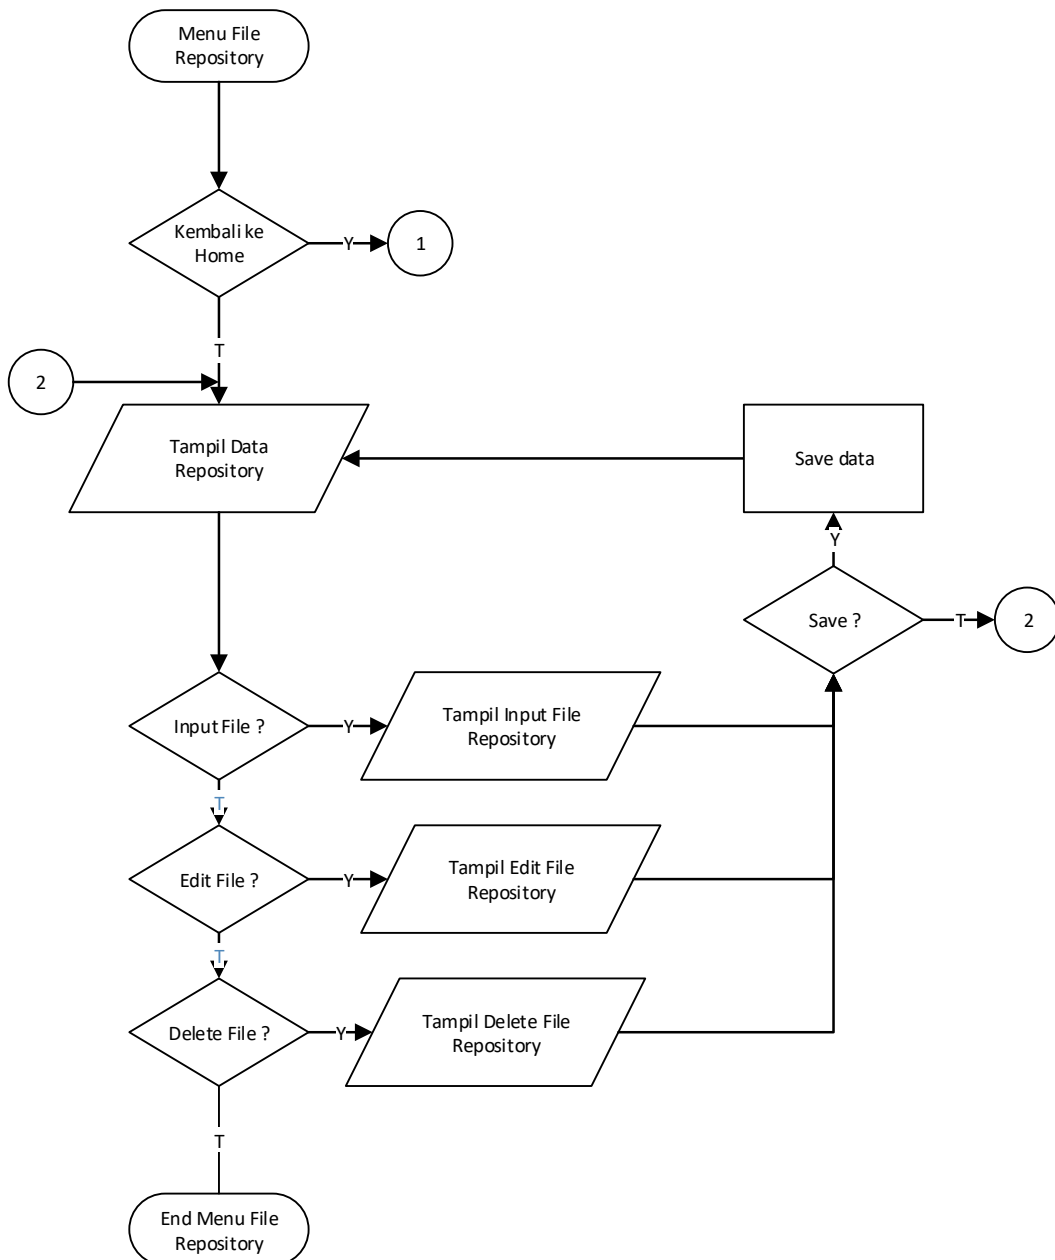 Menu File
Repository
Kembali ke
Home
Y
1
T
2
Tampil Data
Repository
Save data
Y
Save ?
T
2
Input File ?
Y
Tampil Input File
Repository
T
Edit File ?
Y
Tampil Edit File
Repository
T
Delete File ?
Y
Tampil Delete File
Repository
T
End Menu File
Repository